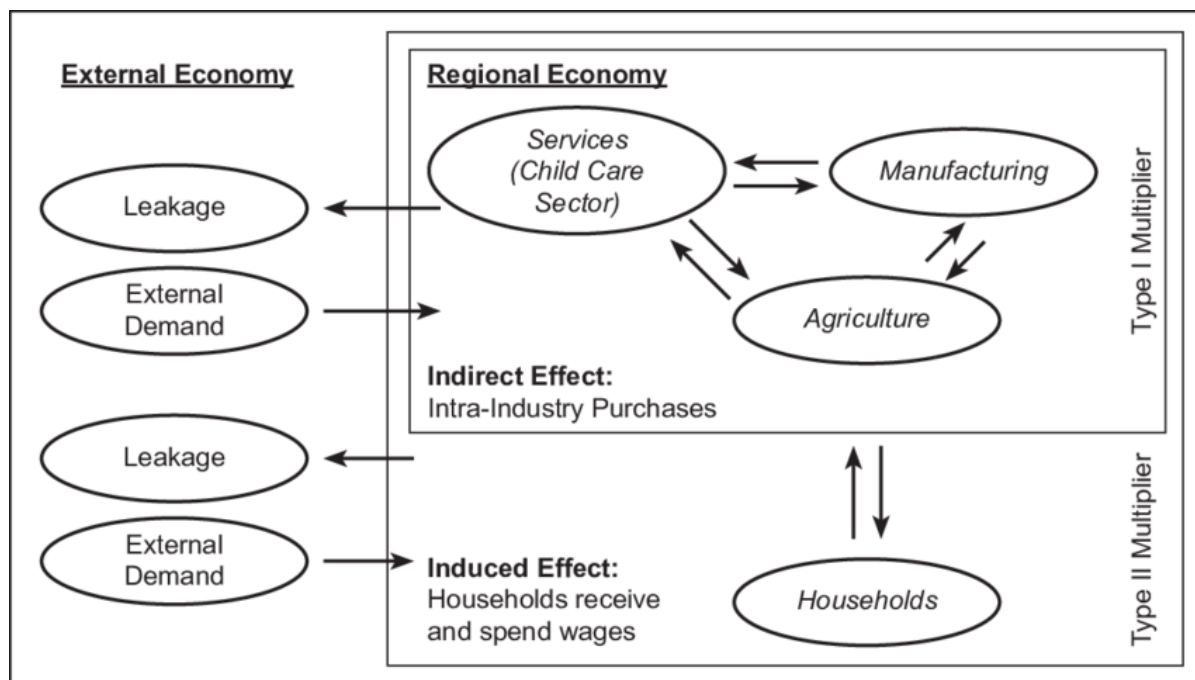 External Economy
Leakage
External
Demand
Leakage
External
Demand
Regional Economy
Services
(Child Care
Sector)
Manufacturing
Agriculture
Indirect Effect:
Intra-Industry Purchases
Type I Multiplier
Induced Effect:
Households receive
and spend wages
Households
Type II Multiplier